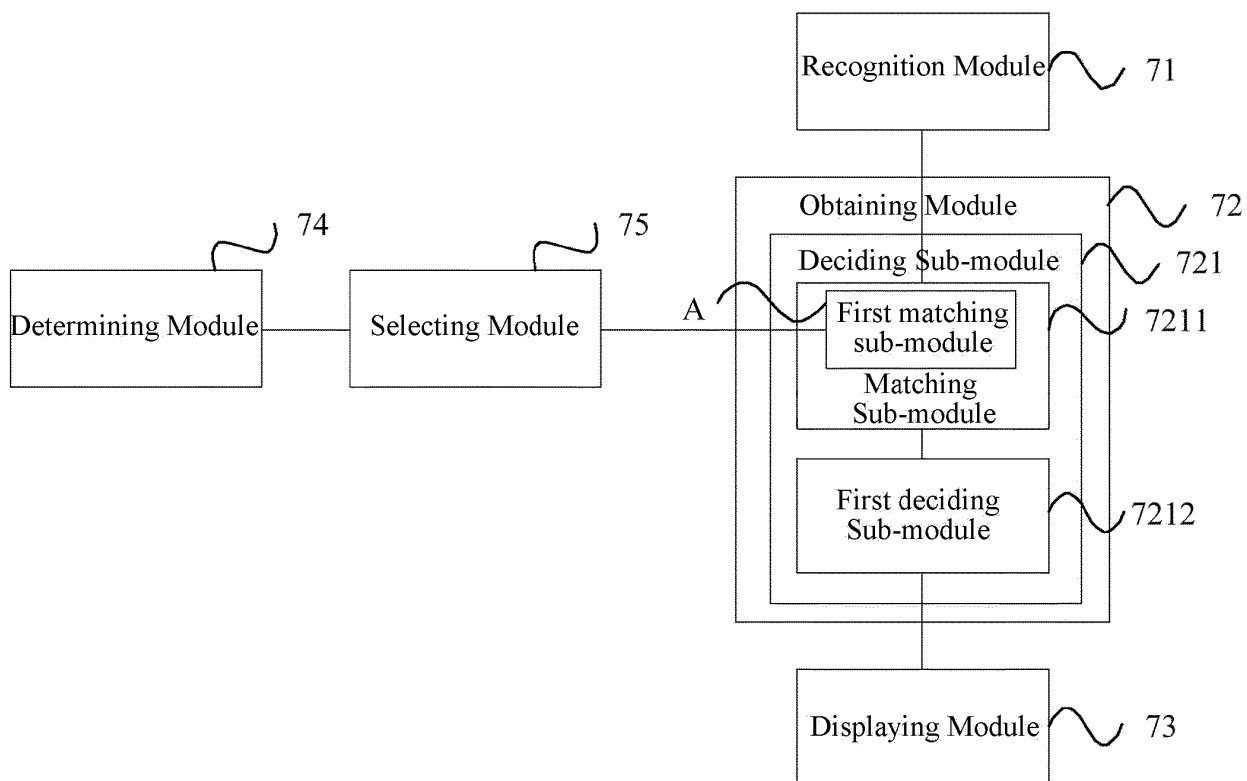 Recognition Module
71
Obtaining Module
72
74
75
Deciding Sub-module
721
Determining Module
Selecting Module
A
First matching
sub-module
7211
Matching
Sub-module
First deciding
Sub-module
7212
Displaying Module
73